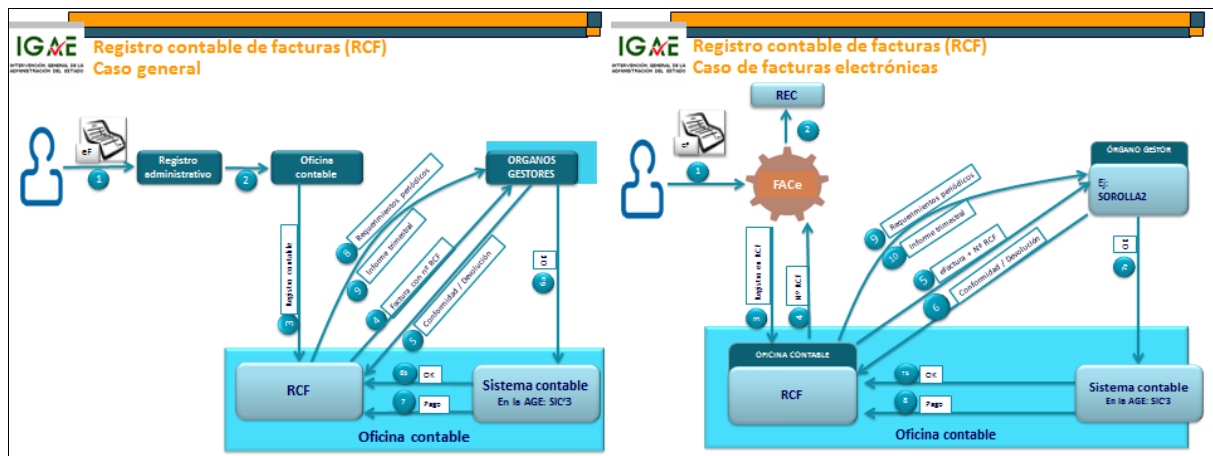 IGAE
INTERVENCIÓN GENERAL DE LA
ADMINISTRACIÓN DEL ESTADO
Registro contable de facturas (RCF)
Caso general
eF
1
Registro
administrativo
2
Oficina
contable
ORGANOS
GESTORES
3
Registro contable
8
Requerimientos periódicos
9
Informe trimestral
4
Factura con nº RCF
5
Conformidad / Devolución
6a
RCF
6b
OK
7
Pago
Sistema contable
En la AGE: SIC'3
Oficina contable
IGAE
INTERVENCIÓN GENERAL DE LA
ADMINISTRACIÓN DEL ESTADO
Registro contable de facturas (RCF)
Caso de facturas electrónicas
REC
2
1
FACe
ÓRGANO GESTOR
Ej:
SOROLLA2
3
Registro en RCF
4
Nº RCF
9
Requerimientos periódicos
10
Informe trimestral
5
eFactura + Nº RCF
6
Conformidad / Devolución
7a
OFICINA CONTABLE
RCF
7b
OK
8
Pago
Sistema contable
En la AGE: SIC'3
Oficina contable